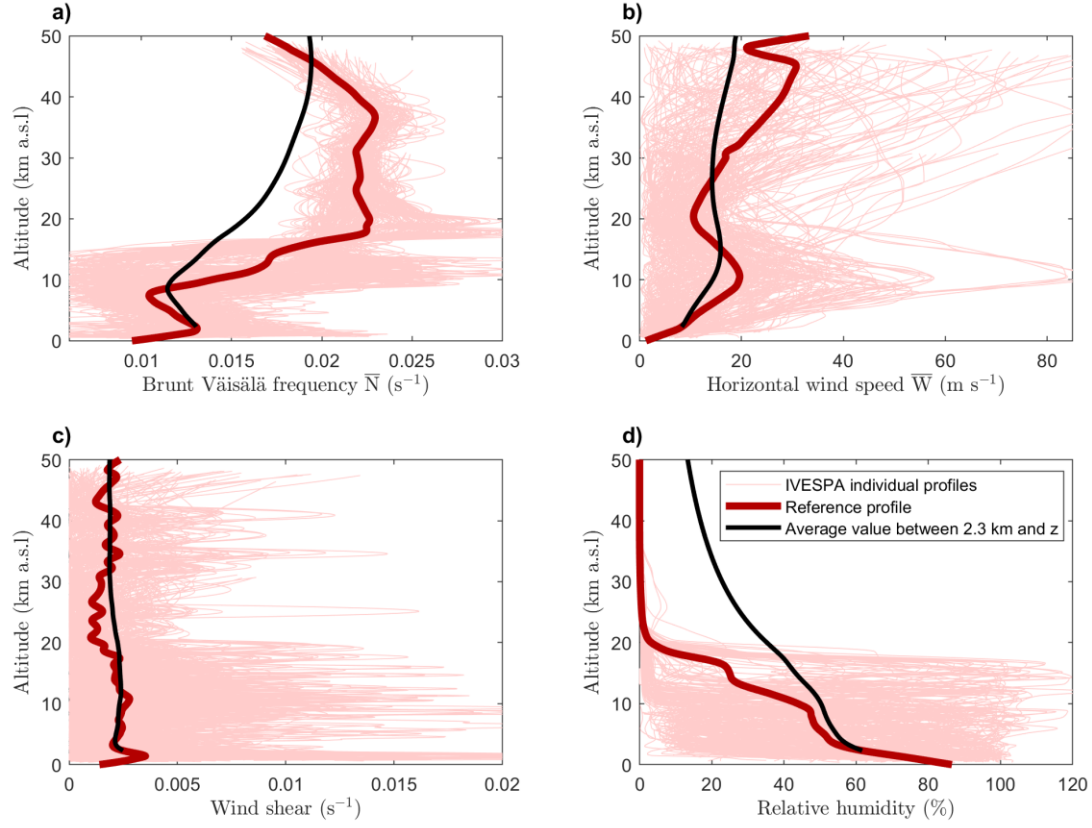 a)
50
40
30
20
10
0
Altitude (km a.s.l)
0.01 0.015 0.02 0.025 0.03
Brunt Väisälä frequency N̅ (s⁻¹)
b)
50
40
30
20
10
0
Altitude (km a.s.l)
0 20 40 60 80
Horizontal wind speed W̅ (m s⁻¹)
c)
50
40
30
20
10
0
Altitude (km a.s.l)
0 0.005 0.01 0.015 0.02
Wind shear (s⁻¹)
d)
50
40
30
20
10
0
Altitude (km a.s.l)
IVESPA individual profiles
Reference profile
Average value between 2.3 km and z
0 20 40 60 80 100 120
Relative humidity (%)